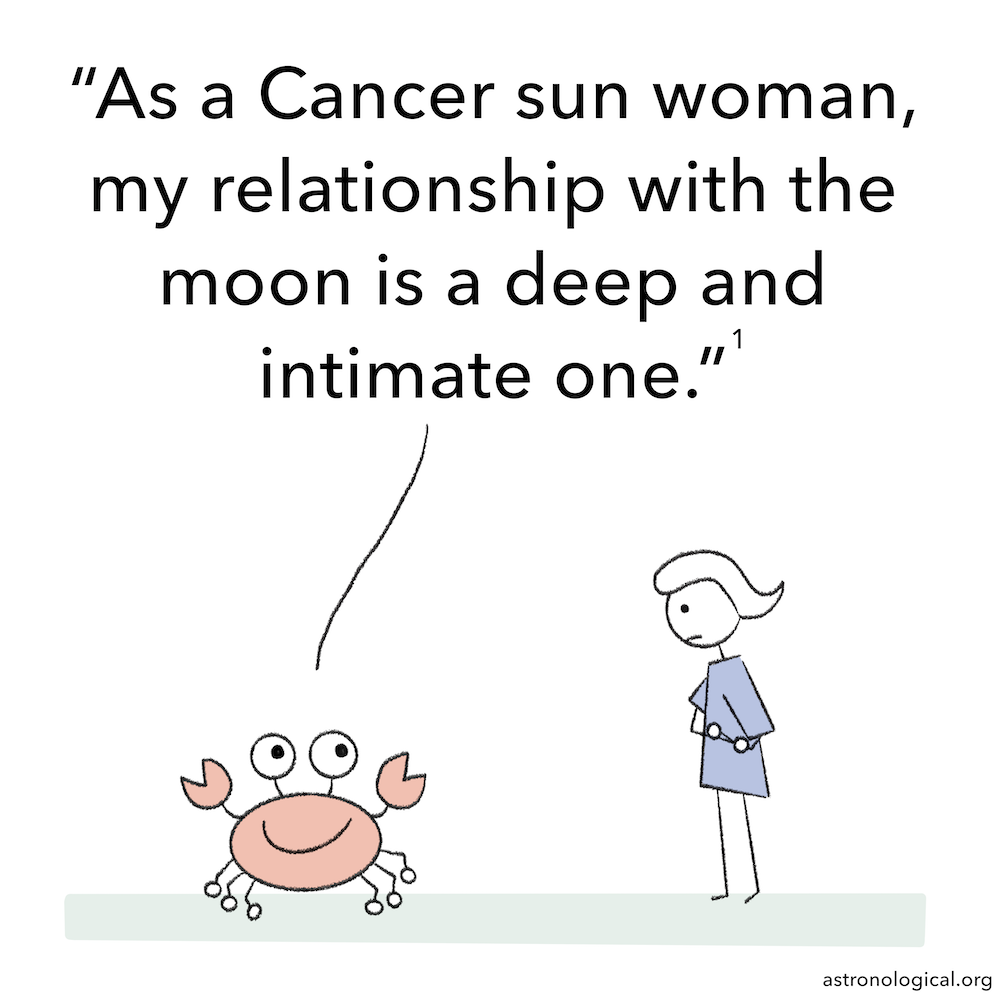 “As a Cancer sun woman,
my relationship with the
moon is a deep and
intimate one.”1
astronological.org